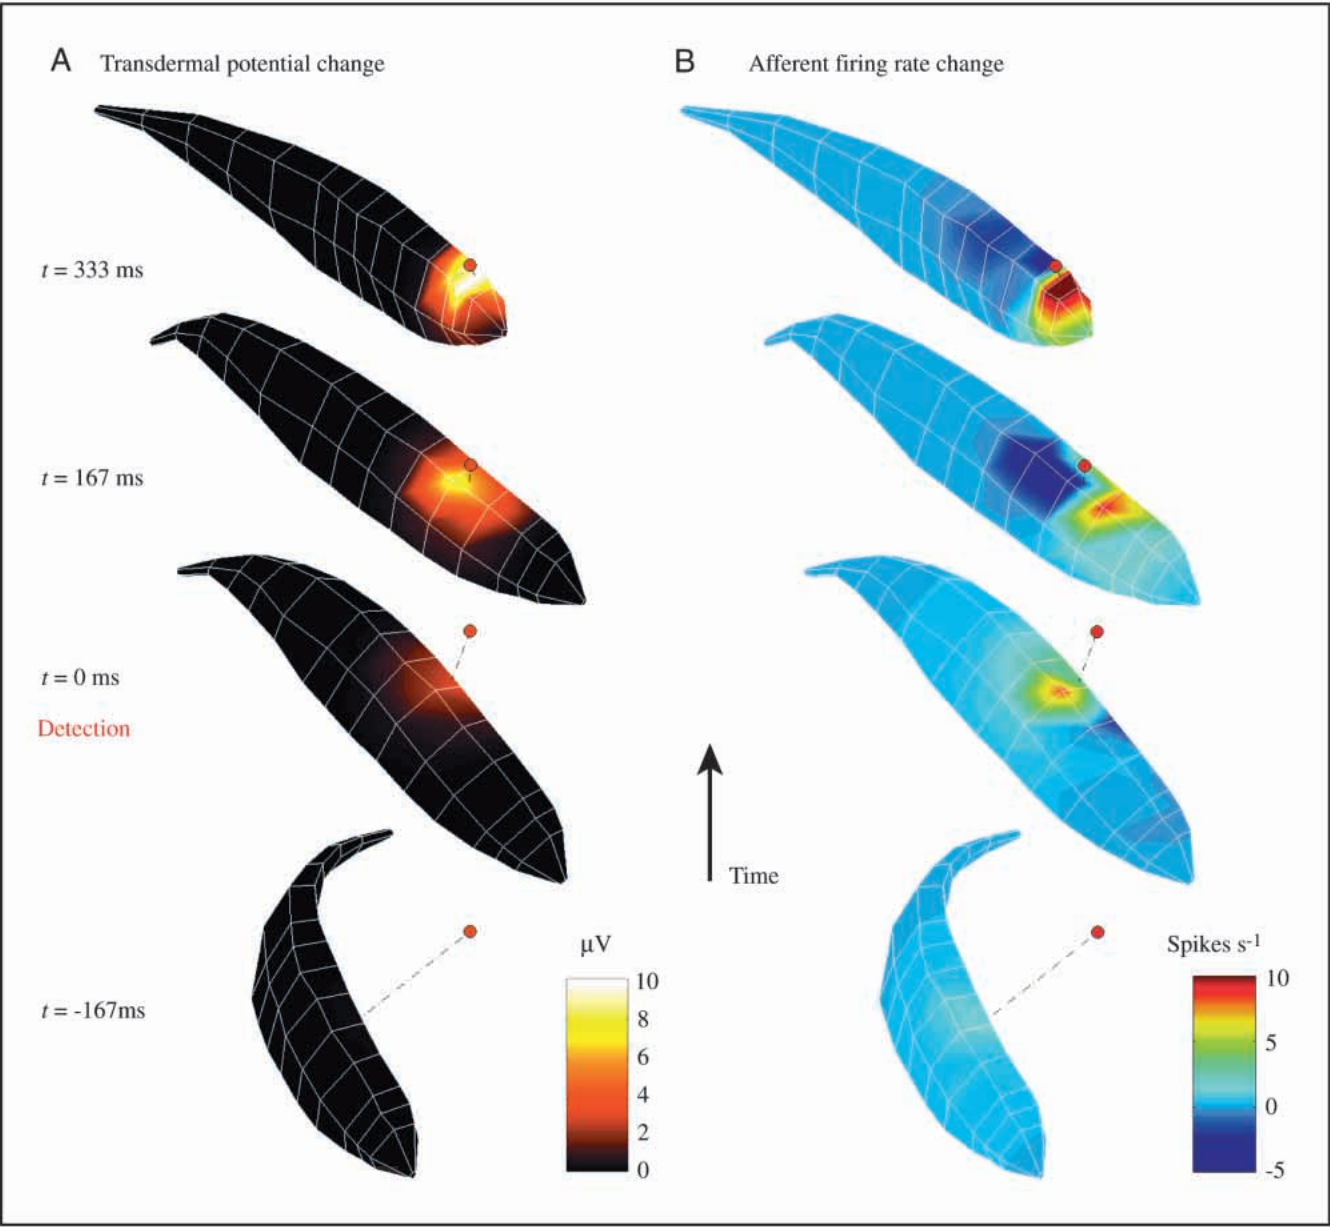 A Transdermal potential change
B Afferent firing rate change
t = 333 ms
t = 167 ms
t = 0 ms
Detection
Time
t = -167ms
µV
10
8
6
4
2
0
Spikes s-1
10
5
0
-5